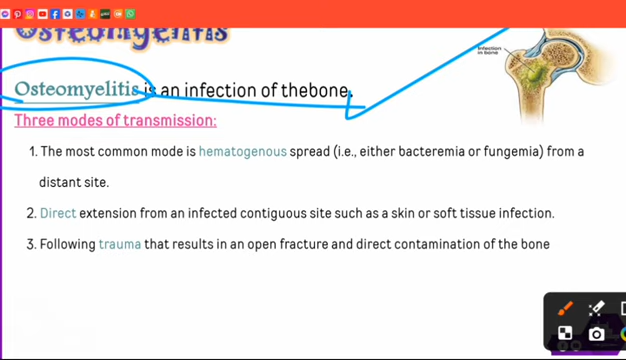 Osteomyelitis
Infection
in bone
Osteomyelitis is an infection of thebone.
Three modes of transmission:
1. The most common mode is hematogenous spread (i.e., either bacteremia or fungemia) from a
distant site.
2. Direct extension from an infected contiguous site such as a skin or soft tissue infection.
3. Following trauma that results in an open fracture and direct contamination of the bone